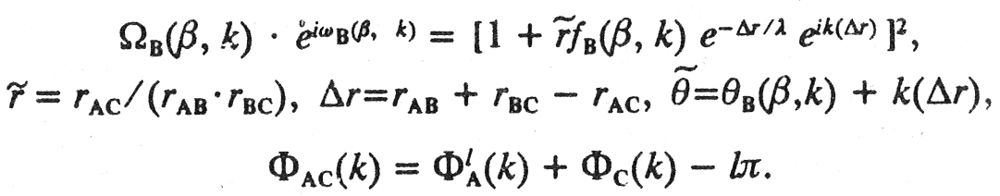 Ω_B(β, k) · e^{iω_B(β, k)} = [1 + r̃f_B(β, k) e^{−Δr/λ} e^{ik(Δr)} ]²,
r̃ = r_AC/(r_AB·r_BC), Δr=r_AB + r_BC − r_AC, θ̃=θ_B(β,k) + k(Δr),
Φ_AC(k) = Φ^l_A(k) + Φ_C(k) − lπ.